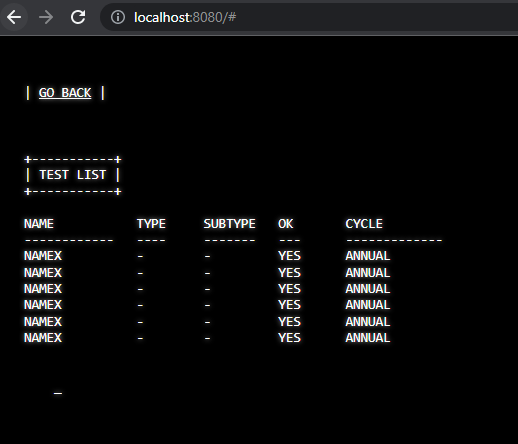 localhost:8080/#
| GO BACK |
+-----------+
| TEST LIST |
+-----------+
NAME          TYPE     SUBTYPE   OK       CYCLE
------------   ----     -------   ---      -------------
NAMEX          -        -         YES      ANNUAL
NAMEX          -        -         YES      ANNUAL
NAMEX          -        -         YES      ANNUAL
NAMEX          -        -         YES      ANNUAL
NAMEX          -        -         YES      ANNUAL
NAMEX          -        -         YES      ANNUAL
_